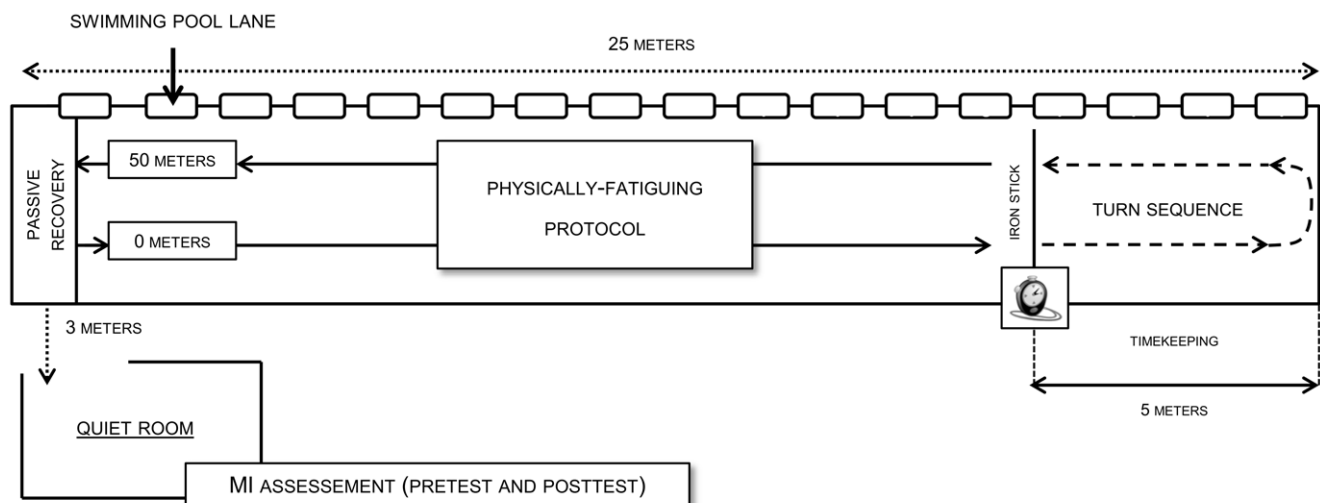 SWIMMING POOL LANE
25 METERS
PASSIVE
RECOVERY
50 METERS
0 METERS
PHYSICALLY-FATIGUING
PROTOCOL
IRON STICK
TURN SEQUENCE
3 METERS
TIMEKEEPING
5 METERS
QUIET ROOM
MI ASSESSEMENT (PRETEST AND POSTTEST)